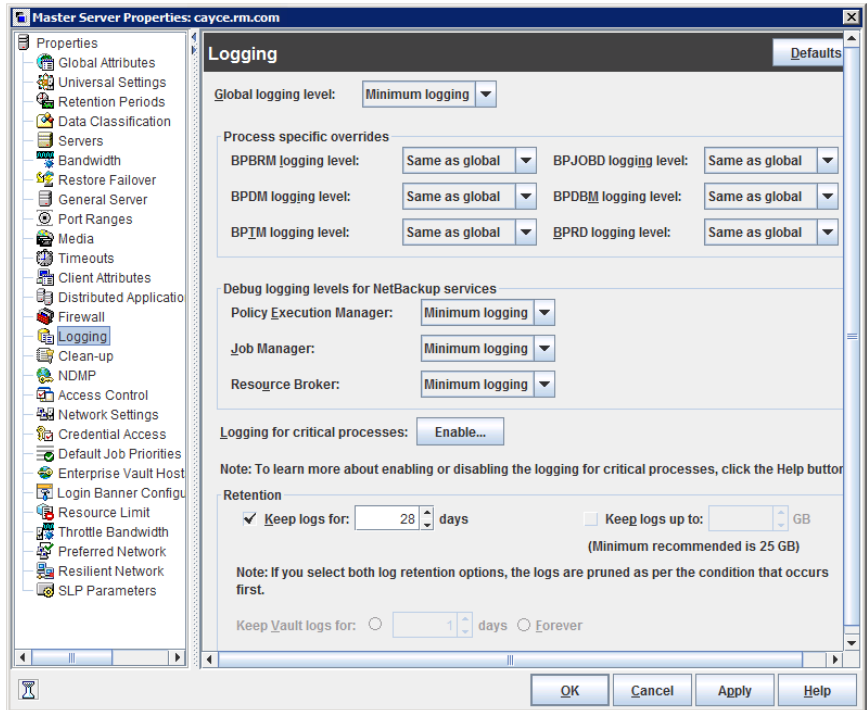 Master Server Properties: cayce.rm.com
Properties
Global Attributes
Universal Settings
Retention Periods
Data Classification
Servers
Bandwidth
Restore Failover
General Server
Port Ranges
Media
Timeouts
Client Attributes
Distributed Applicatio
Firewall
Logging
Clean-up
NDMP
Access Control
Network Settings
Credential Access
Default Job Priorities
Enterprise Vault Host
Login Banner Configu
Resource Limit
Throttle Bandwidth
Preferred Network
Resilient Network
SLP Parameters
Logging
Defaults
Global logging level: Minimum logging
Process specific overrides
BPBRM logging level: Same as global BPJOBD logging level: Same as global
BPDM logging level: Same as global BPDBM logging level: Same as global
BPTM logging level: Same as global BPRD logging level: Same as global
Debug logging levels for NetBackup services
Policy Execution Manager: Minimum logging
Job Manager: Minimum logging
Resource Broker: Minimum logging
Logging for critical processes: Enable...
Note: To learn more about enabling or disabling the logging for critical processes, click the Help button
Retention
Keep logs for: 28 days Keep logs up to: GB
(Minimum recommended is 25 GB)
Note: If you select both log retention options, the logs are pruned as per the condition that occurs
first.
Keep Vault logs for: 1 days Forever
OK Cancel Apply Help